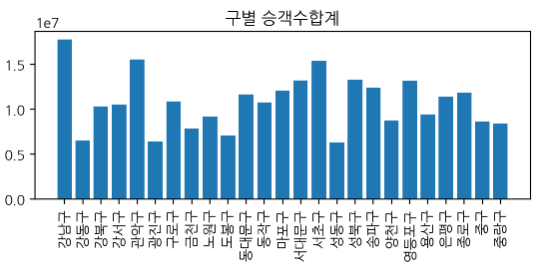 구별 승객수합계
1e7
1.5
1.0
0.5
0.0
강남구
강동구
강북구
강서구
관악구
광진구
구로구
금천구
노원구
도봉구
동대문구
동작구
마포구
서대문구
서초구
성동구
성북구
송파구
양천구
영등포구
용산구
은평구
종로구
중구
중랑구